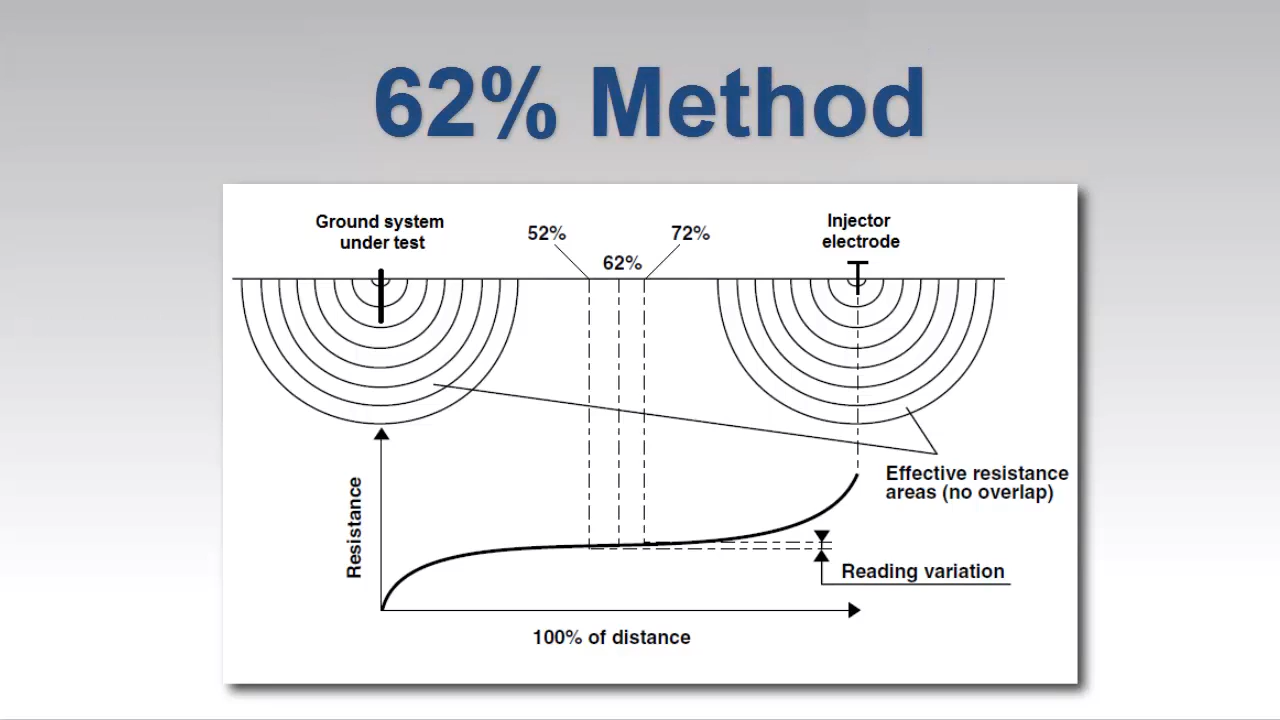 62% Method
Ground system
under test
52%
62%
72%
Injector
electrode
Effective resistance
areas (no overlap)
Resistance
Reading variation
100% of distance